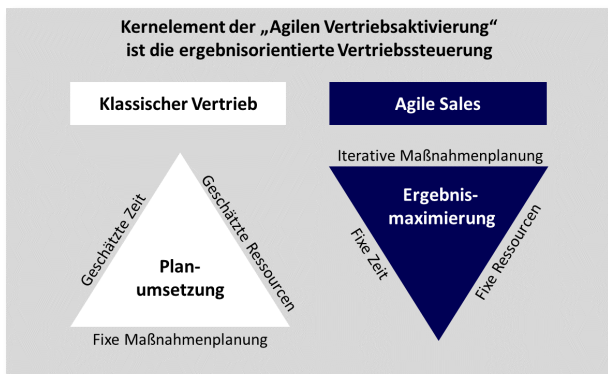 Kernelement der „Agilen Vertriebsaktivierung“
ist die ergebnisorientierte Vertriebssteuerung
Klassischer Vertrieb
Agile Sales
Geschätzte Zeit
Geschätzte Ressourcen
Plan-
umsetzung
Fixe Maßnahmenplanung
Iterative Maßnahmenplanung
Ergebnis-
maximierung
Fixe Zeit
Fixe Ressourcen